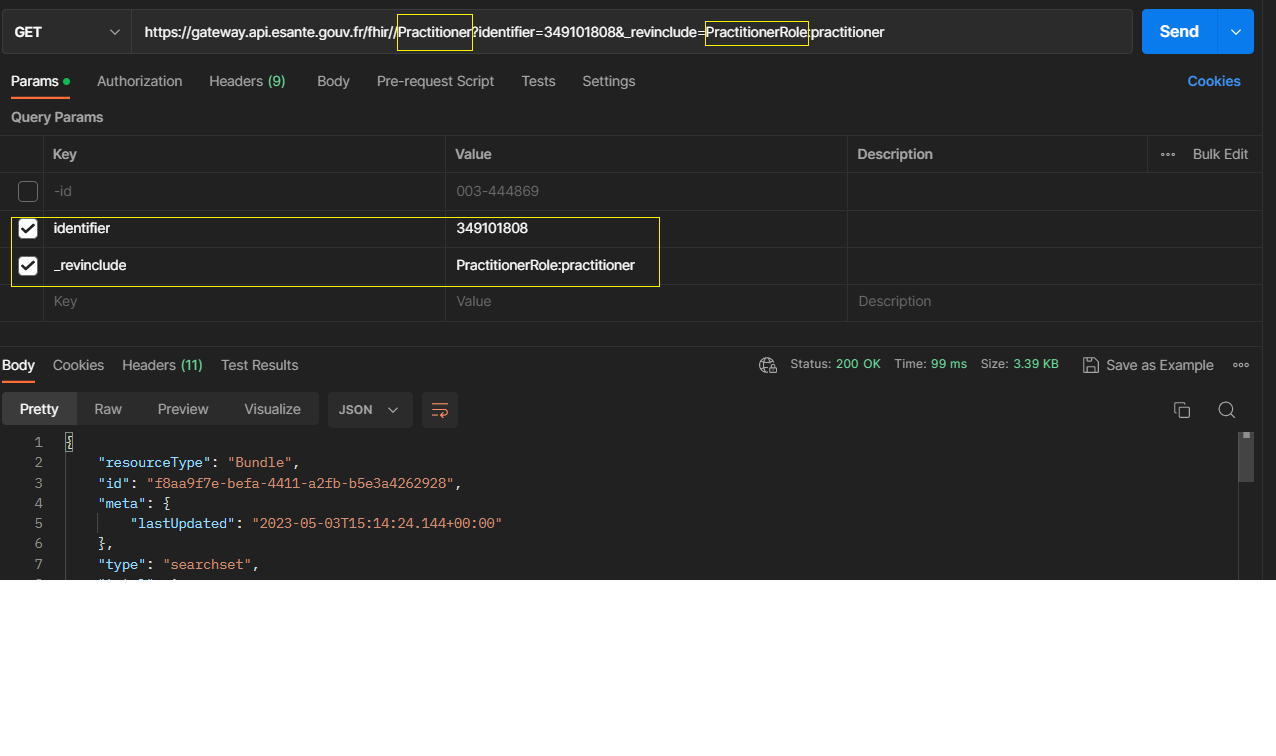 GET https://gateway.api.esante.gouv.fr/fhir//Practitioner?identifier=349101808&_revinclude=PractitionerRole:practitioner Send
Params Authorization Headers (9) Body Pre-request Script Tests Settings Cookies
Query Params
Key Value Description Bulk Edit
-id 003-444869
identifier 349101808
_revinclude PractitionerRole:practitioner
Key Value Description
Body Cookies Headers (11) Test Results Status: 200 OK Time: 99 ms Size: 3.39 KB Save as Example
Pretty Raw Preview Visualize JSON
1 {
2 "resourceType": "Bundle",
3 "id": "f8aa9f7e-befa-4411-a2fb-b5e3a4262928",
4 "meta": {
5 "lastUpdated": "2023-05-03T15:14:24.144+00:00"
6 },
7 "type": "searchset",